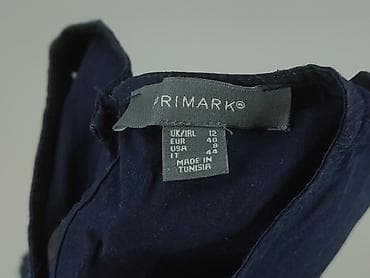 PRIMARK®
UK/IRL 12
EUR 40
USA 8
IT 44
MADE IN
TUNISIA